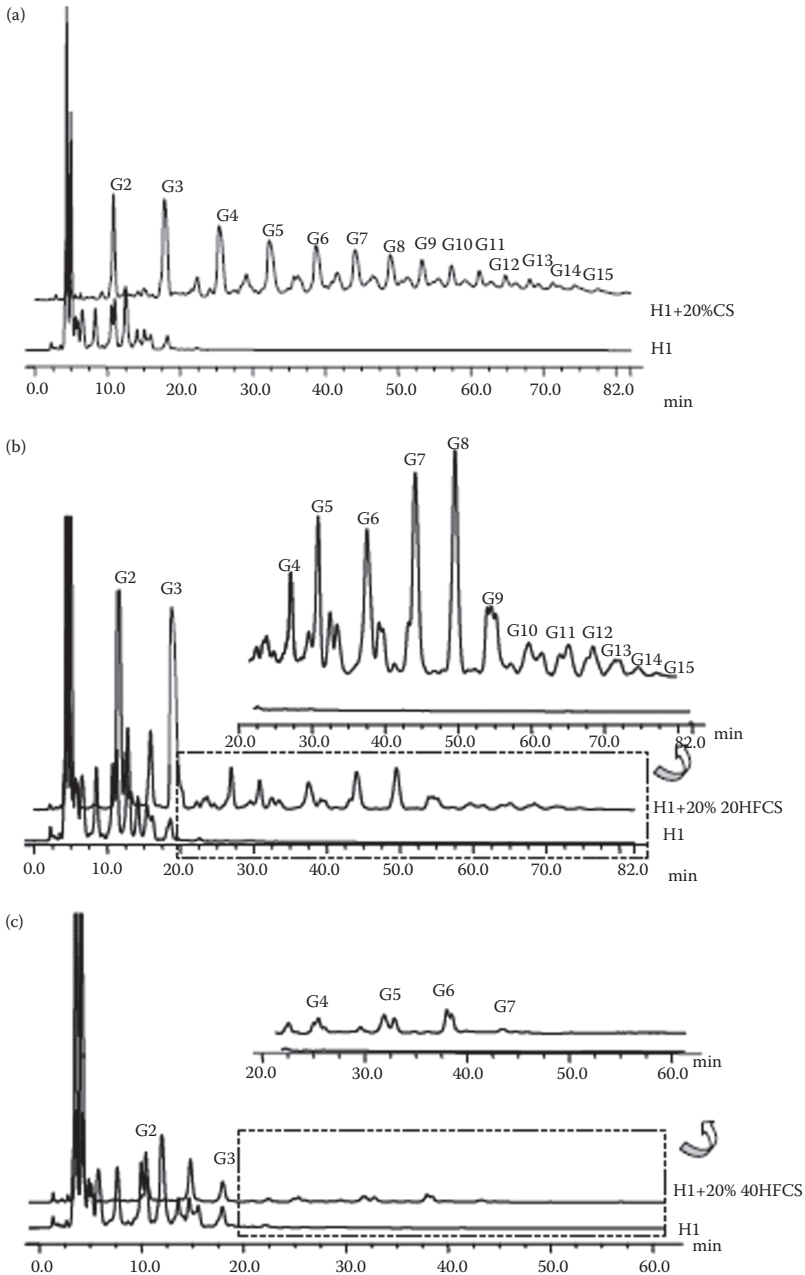 (a)
G2
G3
G4
G5
G6
G7
G8
G9
G10
G11
G12
G13
G14
G15
H1+20%CS
H1
0.0 10.0 20.0 30.0 40.0 50.0 60.0 70.0 82.0
min
(b)
G2
G3
G4
G5
G6
G7
G8
G9
G10
G11
G12
G13
G14
G15
20.0 30.0 40.0 50.0 60.0 70.0 82.0
min
H1+20% 20HFCS
H1
0.0 10.0 20.0 30.0 40.0 50.0 60.0 70.0 82.0
min
(c)
G4
G5
G6
G7
20.0 30.0 40.0 50.0 60.0
min
G2
G3
H1+20% 40HFCS
H1
0.0 10.0 20.0 30.0 40.0 50.0 60.0
min